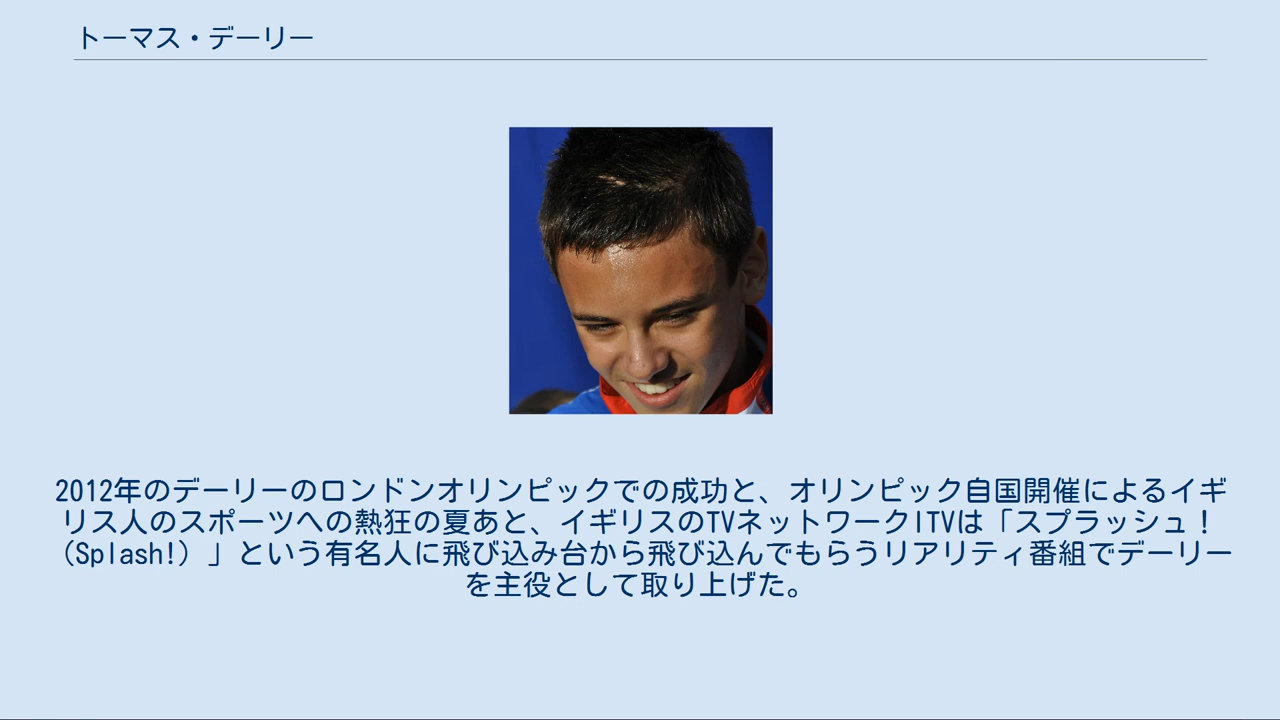 トーマス・デーリー
2012年のデーリーのロンドンオリンピックでの成功と、オリンピック自国開催によるイギ
リス人のスポーツへの熱狂の夏あと、イギリスのTVネットワークITVは「スプラッシュ！
（Splash!）」という有名人に飛び込み台から飛び込んでもらうリアリティ番組でデーリー
を主役として取り上げた。